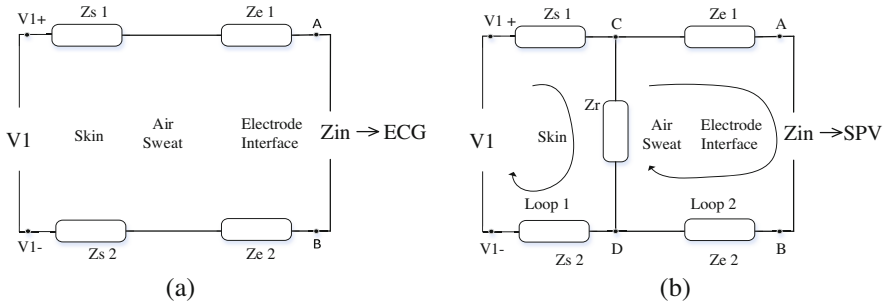 Zs 1
Ze 1
V1+
A
V1
Skin
Air
Sweat
Electrode
Interface
Zin → ECG
V1-
B
Zs 2
Ze 2
(a)
Zs 1
C
Ze 1
V1 +
A
Zr
V1
Skin
Air
Sweat
Electrode
Interface
Zin → SPV
Loop 1
Loop 2
V1-
D
B
Zs 2
Ze 2
(b)